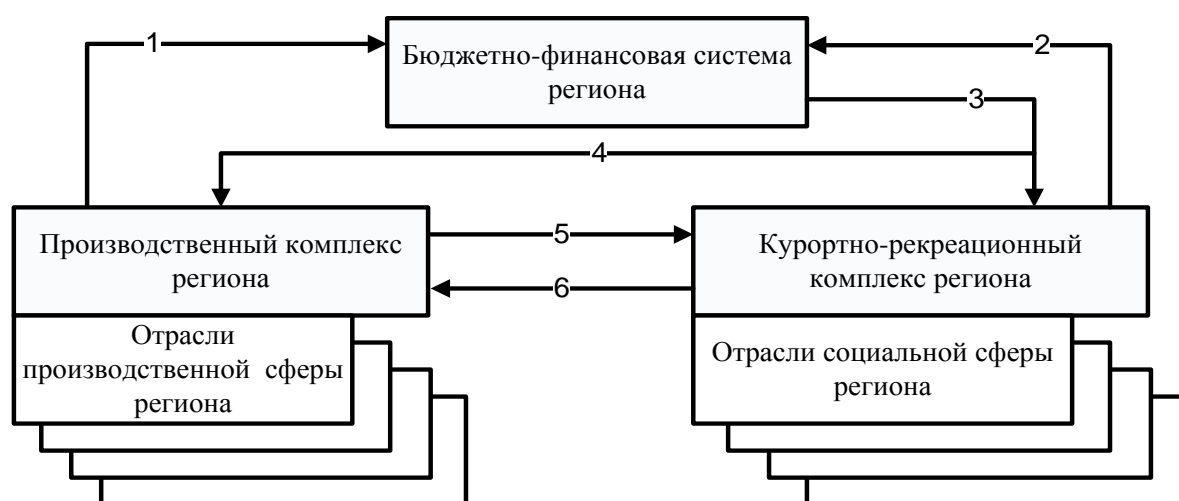 1
Бюджетно-финансовая система
региона
2
3
4
Производственный комплекс
региона
5
6
Курортно-рекреационный
комплекс региона
Отрасли
производственной сферы
региона
Отрасли социальной сферы
региона